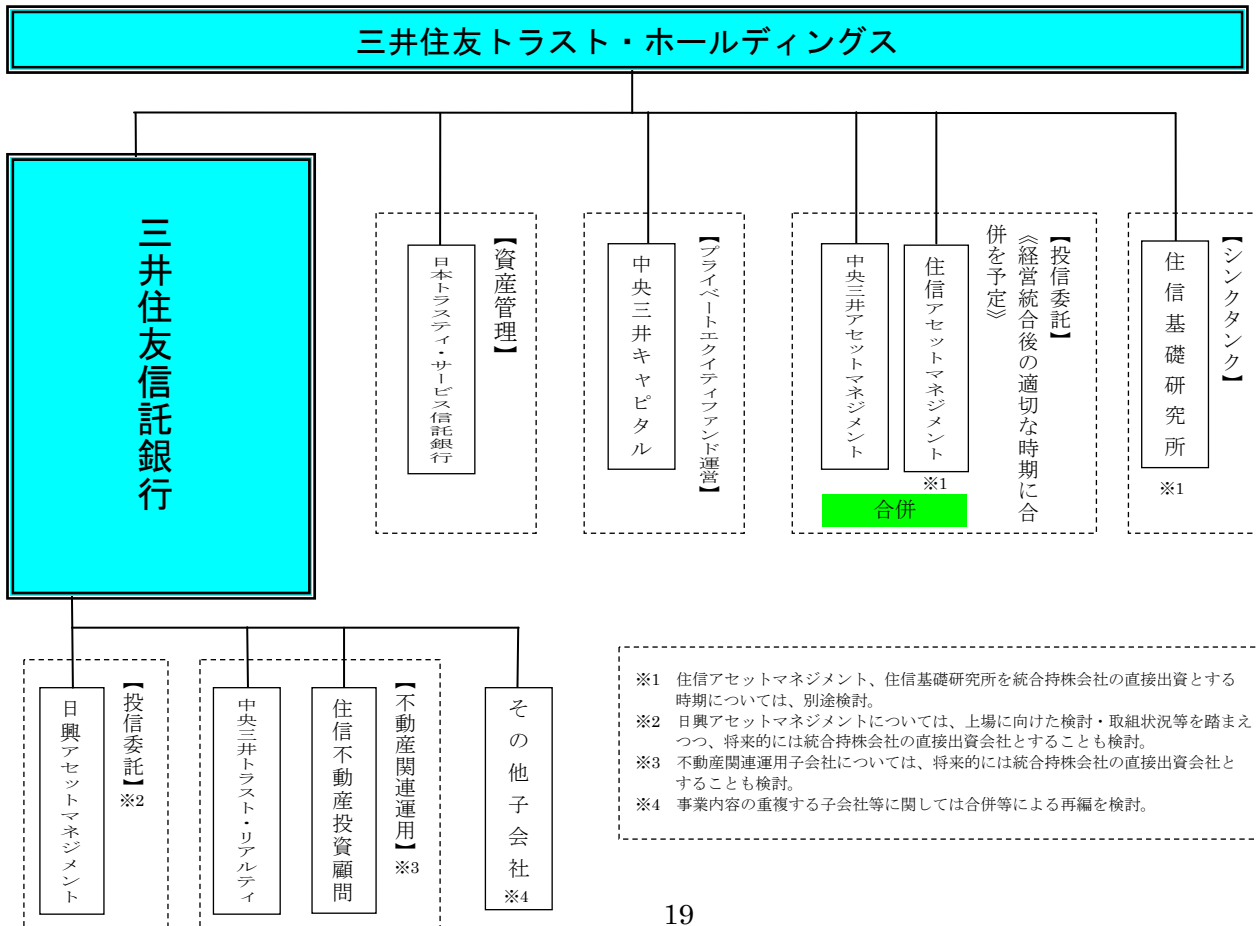 三井住友トラスト・ホールディングス
三井住友信託銀行
【資産管理】
日本トラスティ・サービス信託銀行
【プライベートエクイティファンド運営】
中央三井キャピタル
【投信委託】
《経営統合後の適切な時期に合
併を予定》
住信アセットマネジメント
※1
中央三井アセットマネジメント
合併
【シンクタンク】
住信基礎研究所
※1
【投信委託】※2
日興アセットマネジメント
【不動産関連運用】※3
住信不動産投資顧問
中央三井トラスト・リアルティ
その他子会社※4
※1 住信アセットマネジメント、住信基礎研究所を統合持株会社の直接出資とする
時期については、別途検討。
※2 日興アセットマネジメントについては、上場に向けた検討・取組状況等を踏まえ
つつ、将来的には統合持株会社の直接出資会社とすることも検討。
※3 不動産関連運用子会社については、将来的には統合持株会社の直接出資会社と
することも検討。
※4 事業内容の重複する子会社等に関しては合併等による再編を検討。
19